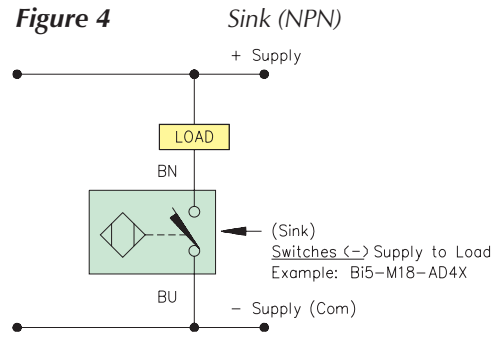 Figure 4 Sink (NPN)
+ Supply
LOAD
BN
(Sink)
Switches (-) Supply to Load
Example: Bi5-M18-AD4X
BU
- Supply (Com)